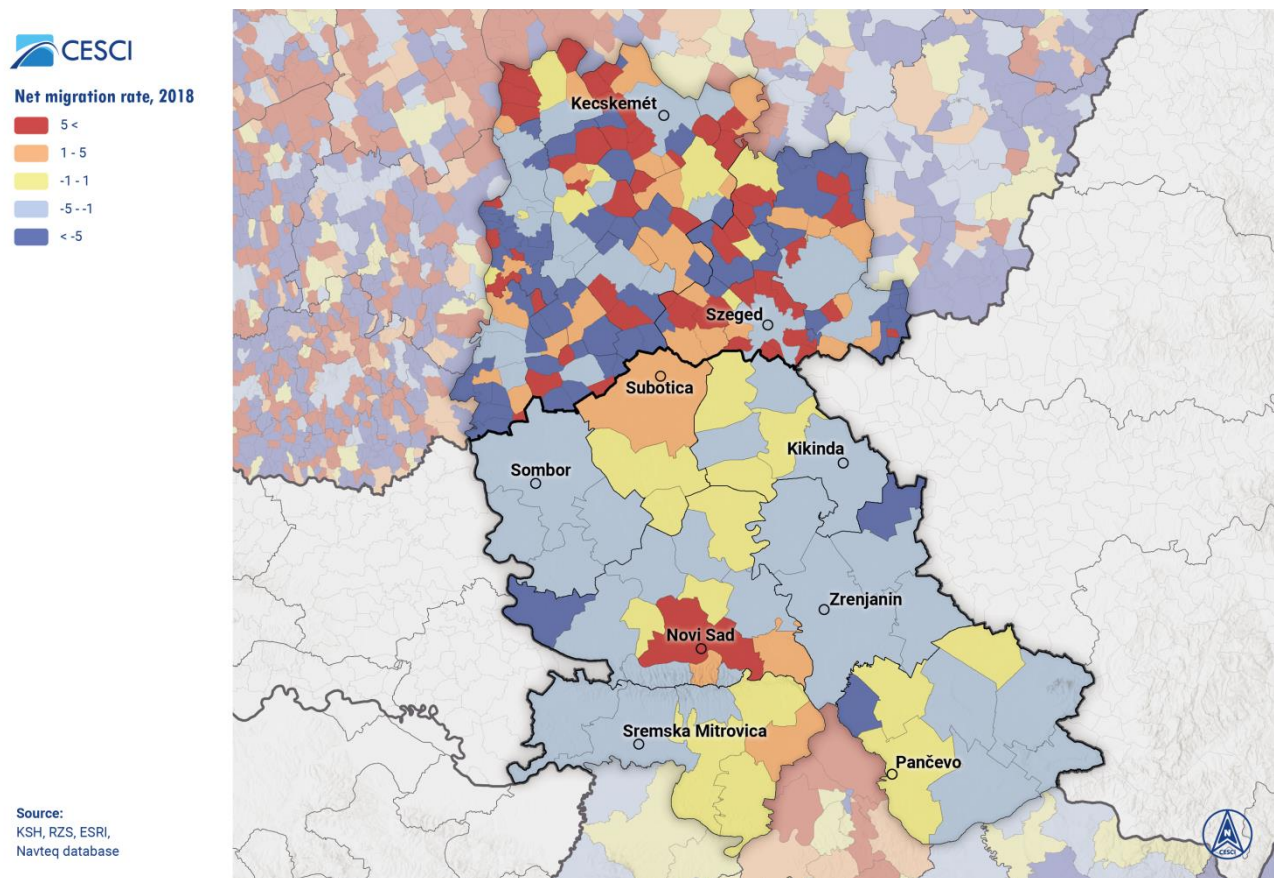 CESCI
Net migration rate, 2018
5 <
1 - 5
-1 - 1
-5 - -1
< -5
Kecskemét
Szeged
Subotica
Kikinda
Sombor
Zrenjanin
Novi Sad
Sremska Mitrovica
Pančevo
Source:
KSH, RZS, ESRI,
Navteq database
N
CESCI